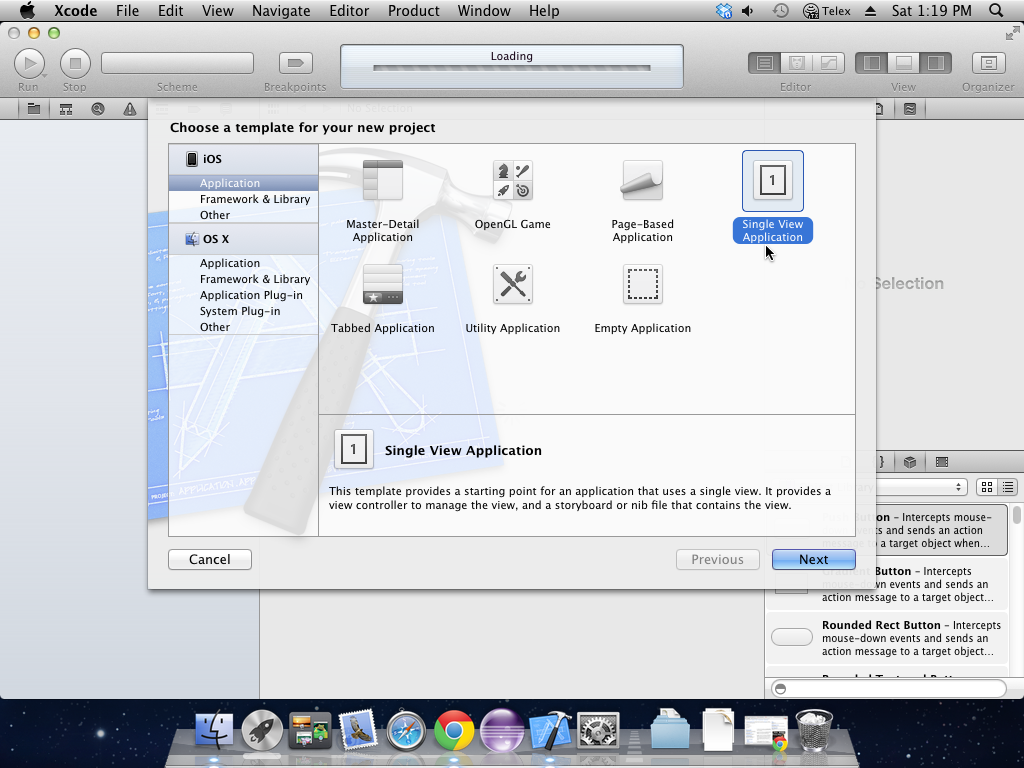 Xcode File Edit View Navigate Editor Product Window Help Telex Sat 1:19 PM
Loading
Run Stop Scheme Breakpoints Editor View Organizer
No Selection
Choose a template for your new project
iOS
Application
Framework & Library
Other
OS X
Application
Framework & Library
Application Plug-in
System Plug-in
Other
Master-Detail
Application
OpenGL Game
Page-Based
Application
1
Single View
Application
Tabbed Application
Utility Application
Empty Application
1
Single View Application
This template provides a starting point for an application that uses a single view. It provides a
view controller to manage the view, and a storyboard or nib file that contains the view.
Cancel
Previous
Next
Selection
Button - Intercepts mouse-
and sends an action
message to a target object when...
Gradient Button - Intercepts
mouse-down events and sends an
action message to a target object...
Rounded Rect Button - Intercepts
mouse-down events and sends an
action message to a target object...